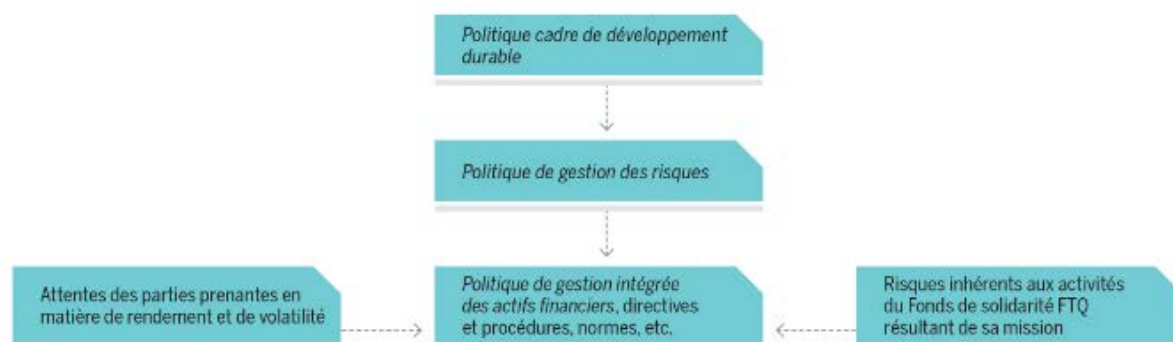 Politique cadre de développement
durable
Politique de gestion des risques
Attentes des parties prenantes en
matière de rendement et de volatilité
Politique de gestion intégrée
des actifs financiers, directives
et procédures, normes, etc.
Risques inhérents aux activités
du Fonds de solidarité FTQ
résultant de sa mission